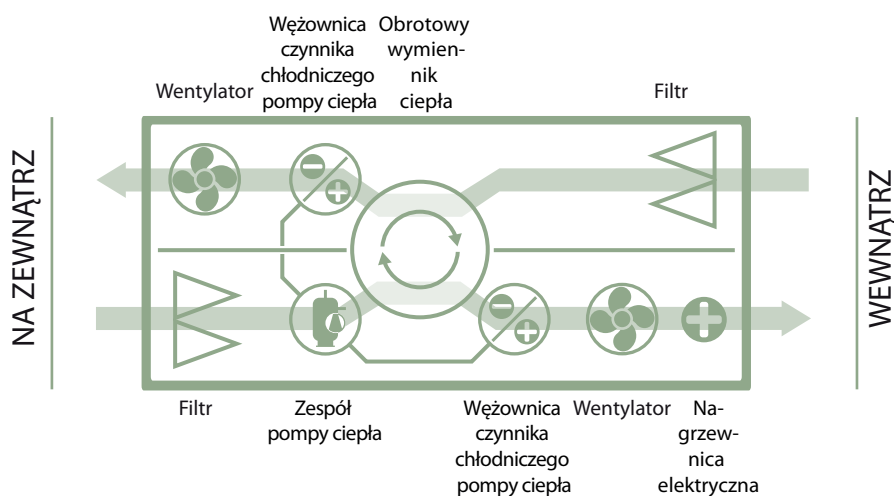 Wężownica
czynnika
chłodniczego
pompy ciepła
Obrotowy
wymien-
nik
ciepła
Wentylator
Filtr
NA ZEWNĄTRZ
WEWNĄTRZ
Filtr
Zespół
pompy ciepła
Wężownica
czynnika
chłodniczego
pompy ciepła
Wentylator
Na-
grzew-
nica
elektryczna